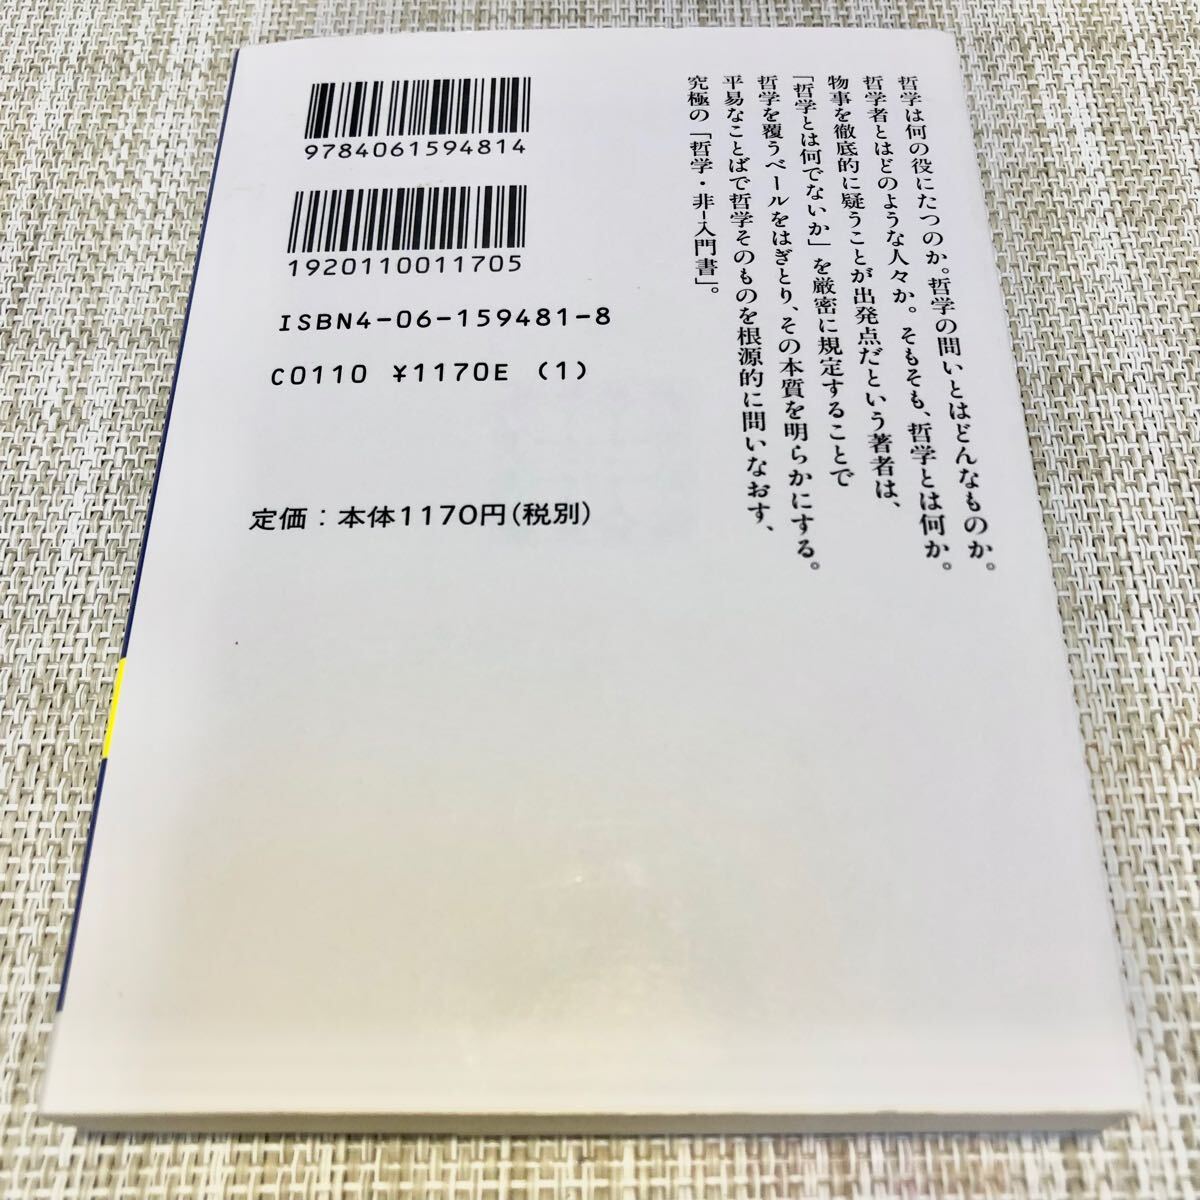 哲学は何の役にたつのか。哲学の問いとはどんなものか。
哲学者とはどのような人々か。そもそも、哲学とは何か。
物事を徹底的に疑うことが出発点だという著者は、
「哲学とは何でないか」を厳密に規定することで
哲学を覆うベールをはぎとり、その本質を明らかにする。
平易なことばで哲学そのものを根源的に問いなおす、
究極の「哲学・非‐入門書」。
9784061594814
1920110011705
ISBN4-06-159481-8
C0110 ¥1170E (1)
定価：本体1170円（税別）